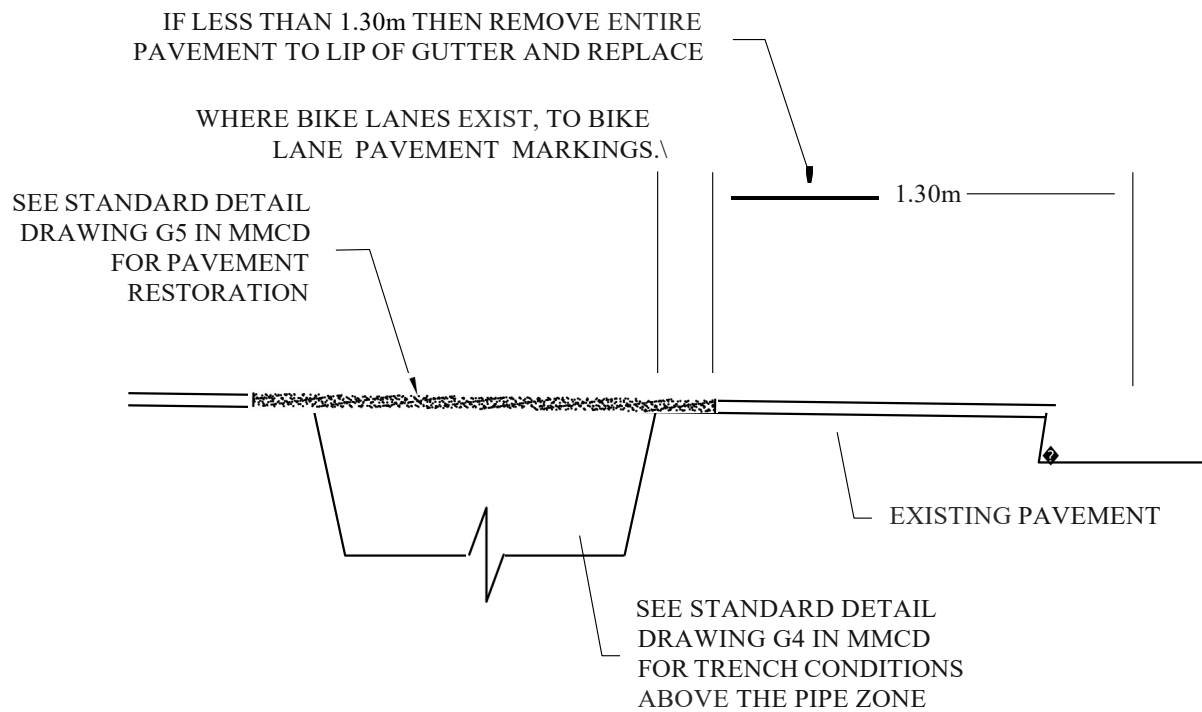 IF LESS THAN 1.30m THEN REMOVE ENTIRE
PAVEMENT TO LIP OF GUTTER AND REPLACE
WHERE BIKE LANES EXIST, TO BIKE
LANE PAVEMENT MARKINGS.\
1.30m
SEE STANDARD DETAIL
DRAWING G5 IN MMCD
FOR PAVEMENT
RESTORATION
EXISTING PAVEMENT
SEE STANDARD DETAIL
DRAWING G4 IN MMCD
FOR TRENCH CONDITIONS
ABOVE THE PIPE ZONE